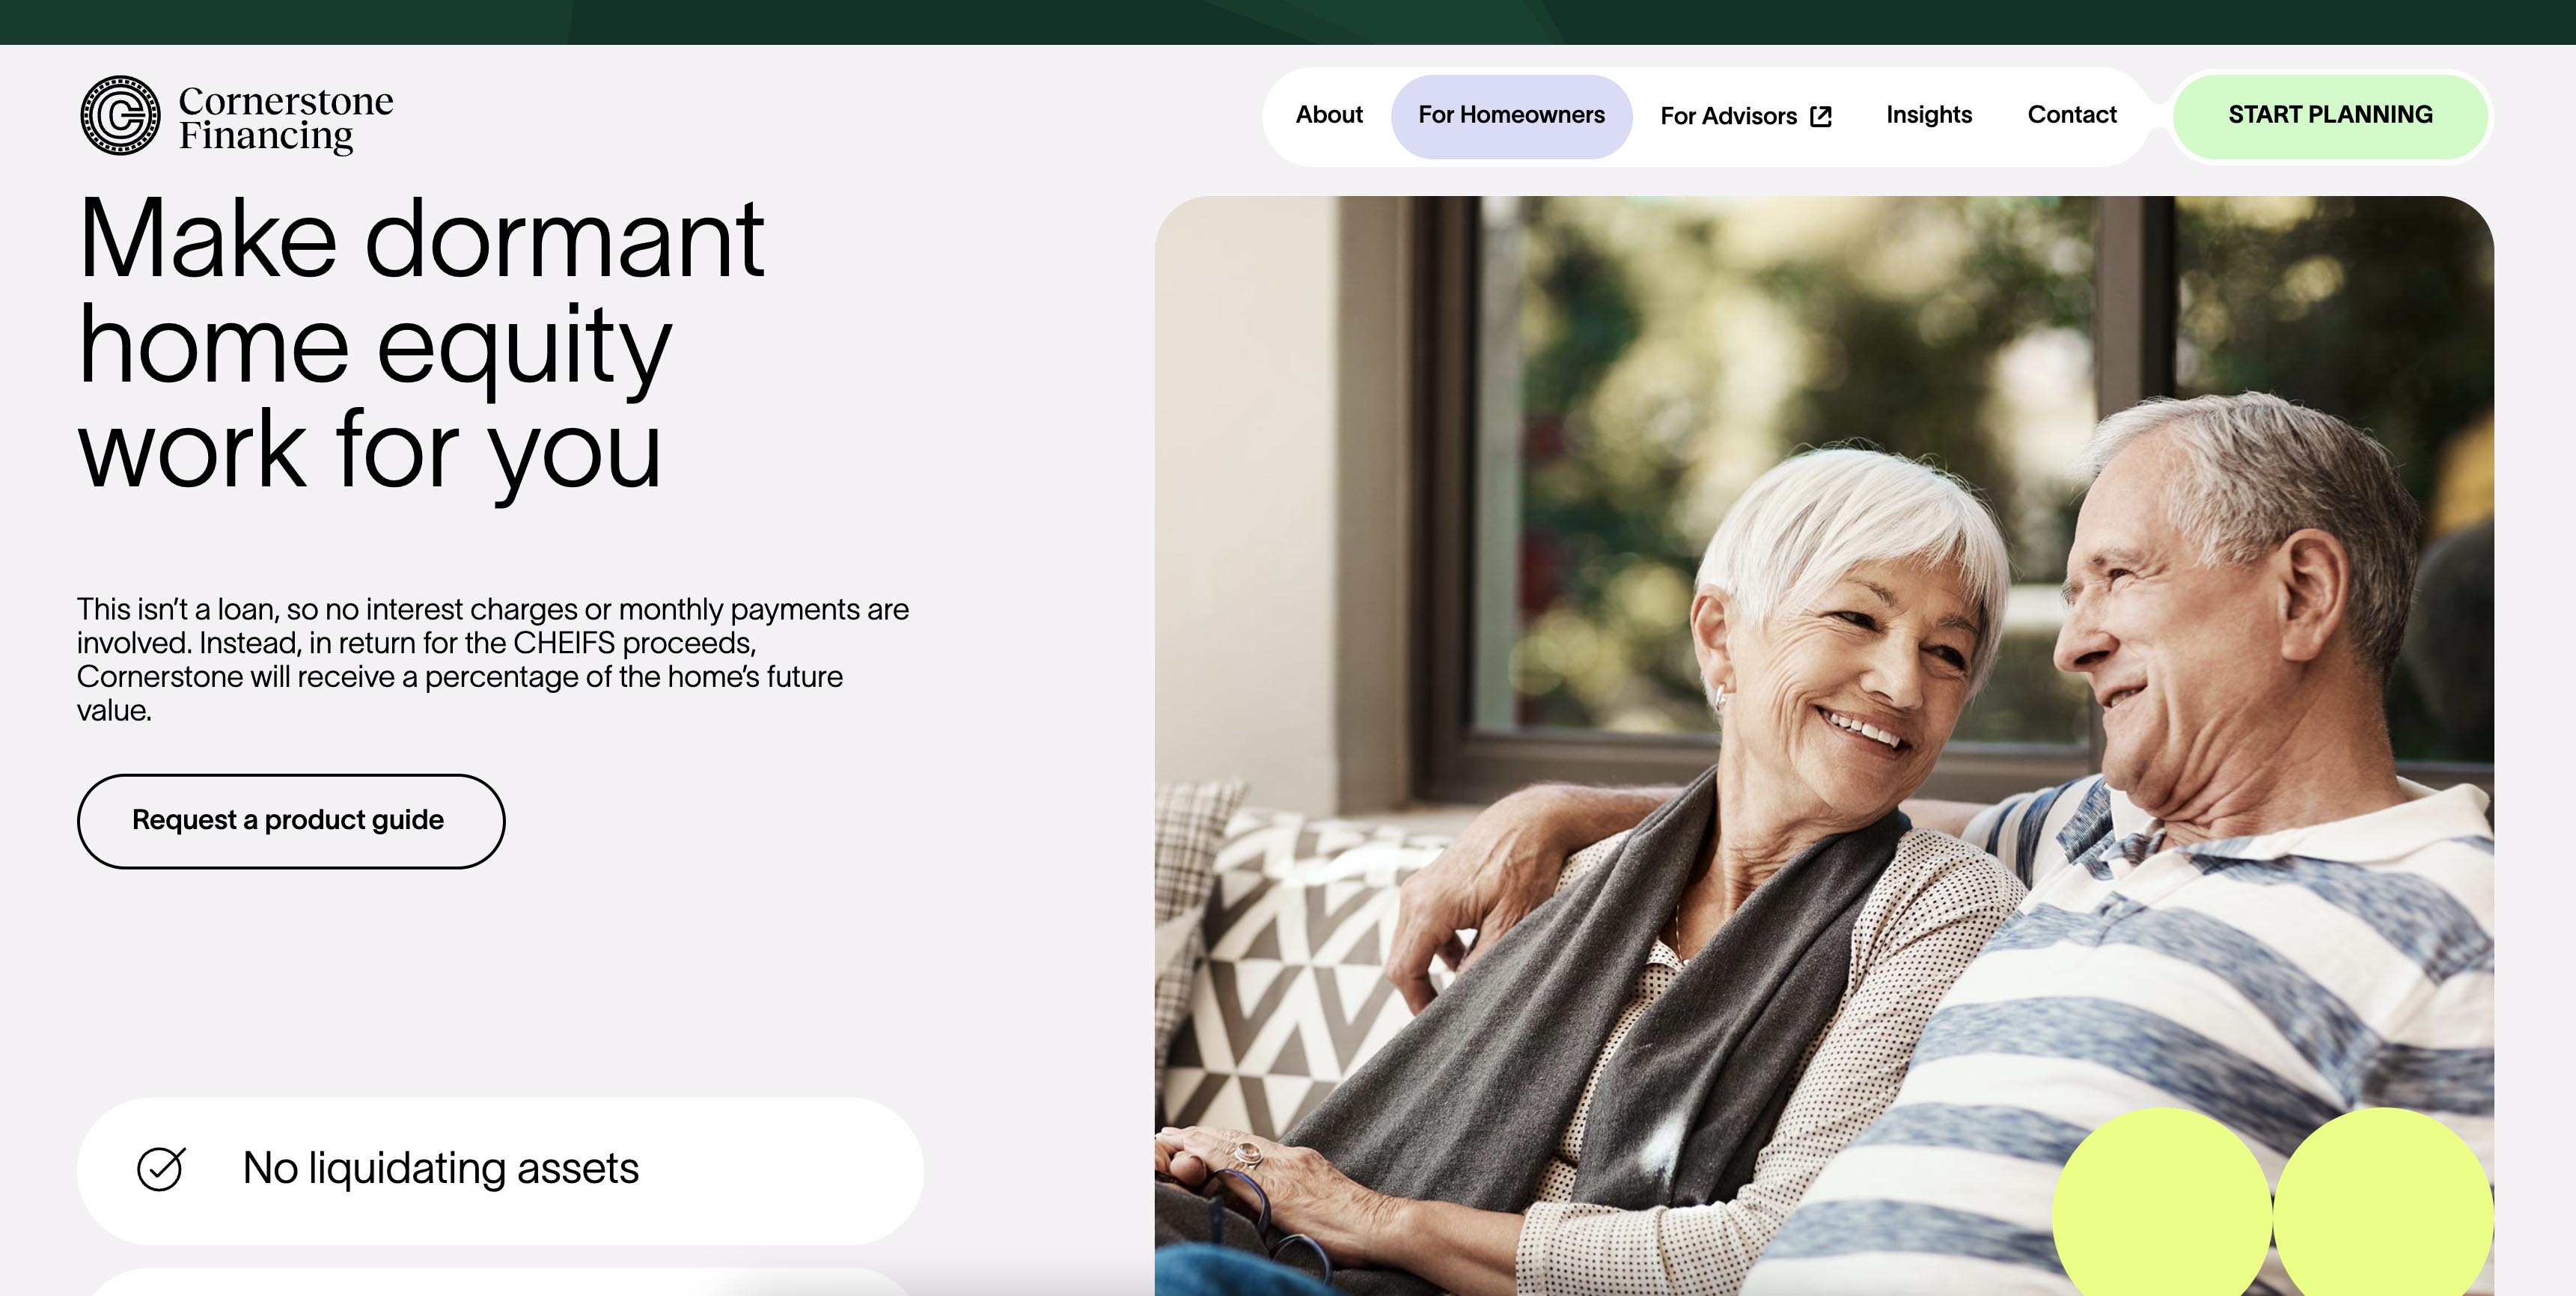 Cornerstone
Financing
About
For Homeowners
For Advisors
Insights
Contact
START PLANNING
Make dormant
home equity
work for you
This isn’t a loan, so no interest charges or monthly payments are
involved. Instead, in return for the CHEIFS proceeds,
Cornerstone will receive a percentage of the home’s future
value.
Request a product guide
No liquidating assets